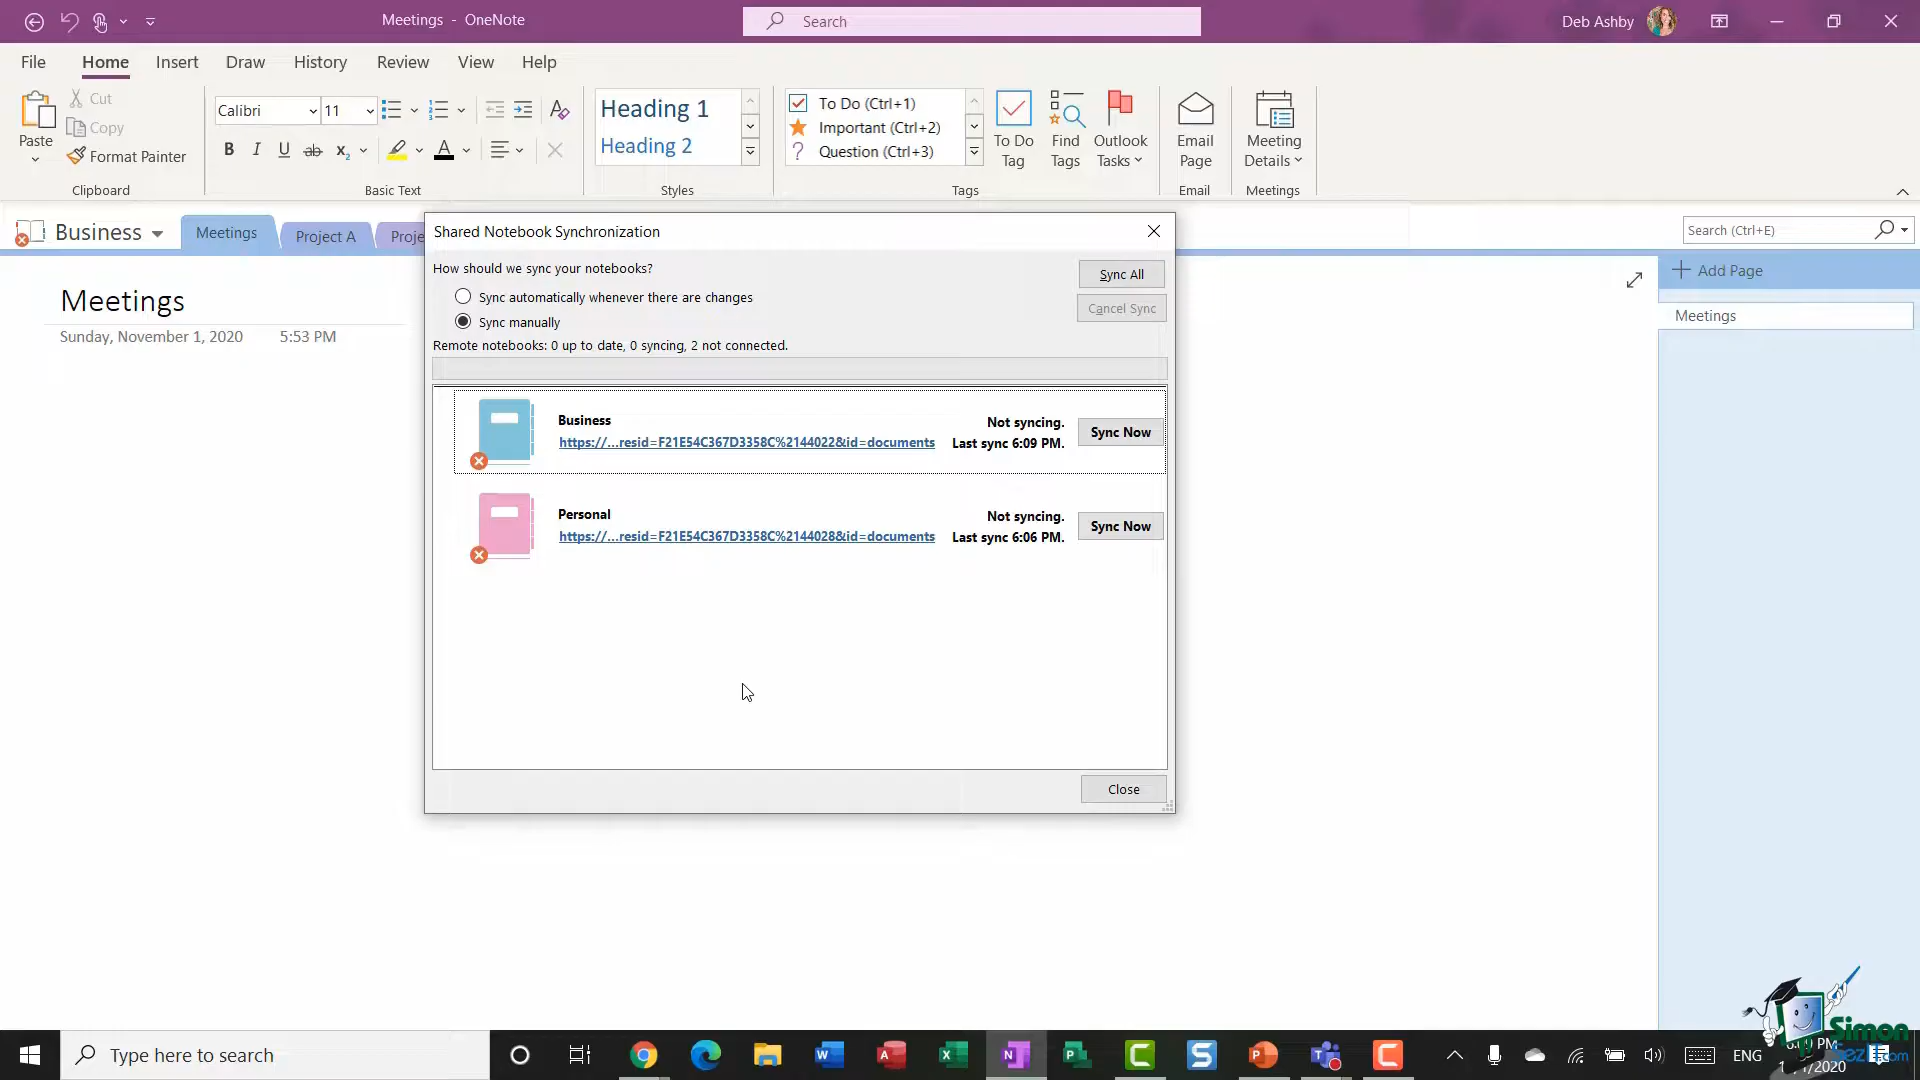 Meetings - OneNote
Search
Deb Ashby
File Home Insert Draw History Review View Help
Paste
Cut
Copy
Format Painter
Clipboard
Calibri 11
B I U ab x₂ A
Basic Text
Heading 1
Heading 2
Styles
To Do (Ctrl+1)
Important (Ctrl+2)
Question (Ctrl+3)
To Do Tag
Find Tags
Outlook Tasks
Tags
Email Page
Email
Meeting Details
Meetings
Business
Meetings
Project A
Proje
Search (Ctrl+E)
Add Page
Meetings
Meetings
Sunday, November 1, 2020 5:53 PM
Shared Notebook Synchronization
How should we sync your notebooks?
Sync automatically whenever there are changes
Sync manually
Sync All
Cancel Sync
Remote notebooks: 0 up to date, 0 syncing, 2 not connected.
Business
https://...resid=F21E54C367D3358C%2144022&id=documents
Not syncing.
Last sync 6:09 PM.
Sync Now
Personal
https://...resid=F21E54C367D3358C%2144028&id=documents
Not syncing.
Last sync 6:06 PM.
Sync Now
Close
Type here to search
ENG
Simon
Sez